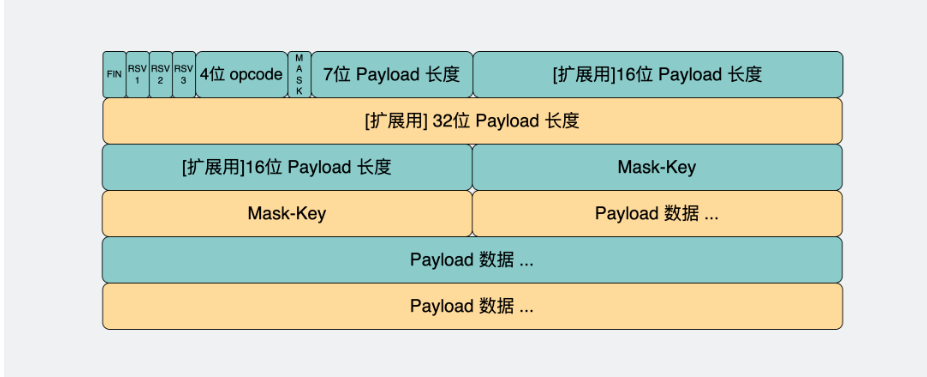 FIN RSV 1 RSV 2 RSV 3 4位 opcode MASK 7位 Payload 长度 [扩展用]16位 Payload 长度
[扩展用] 32位 Payload 长度
[扩展用]16位 Payload 长度 Mask-Key
Mask-Key Payload 数据 ...
Payload 数据 ...
Payload 数据 ...